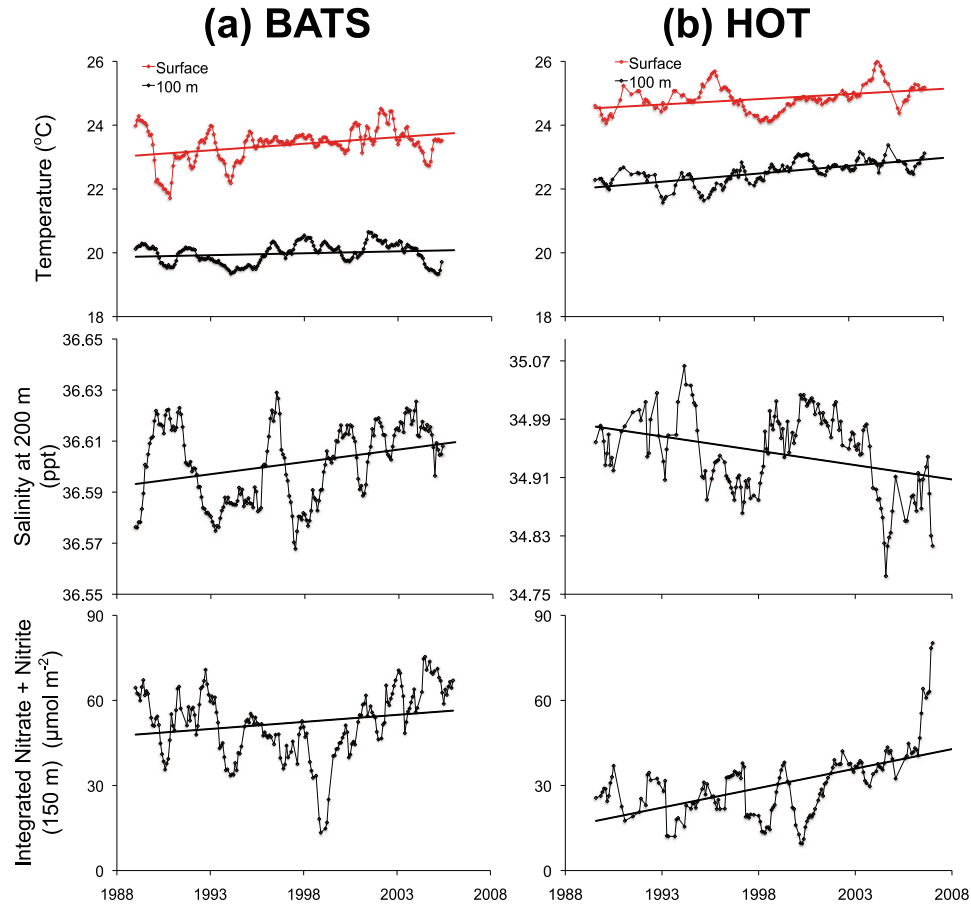 (a) BATS
(b) HOT
Temperature (°C)
Surface
100 m
26
24
22
20
18
Surface
100 m
26
24
22
20
18
Salinity at 200 m
(ppt)
36.65
36.63
36.61
36.59
36.57
36.55
35.07
34.99
34.91
34.83
34.75
Integrated Nitrate + Nitrite
(150 m) (μmol m⁻²)
90
60
30
0
1988 1993 1998 2003 2008
90
60
30
0
1988 1993 1998 2003 2008